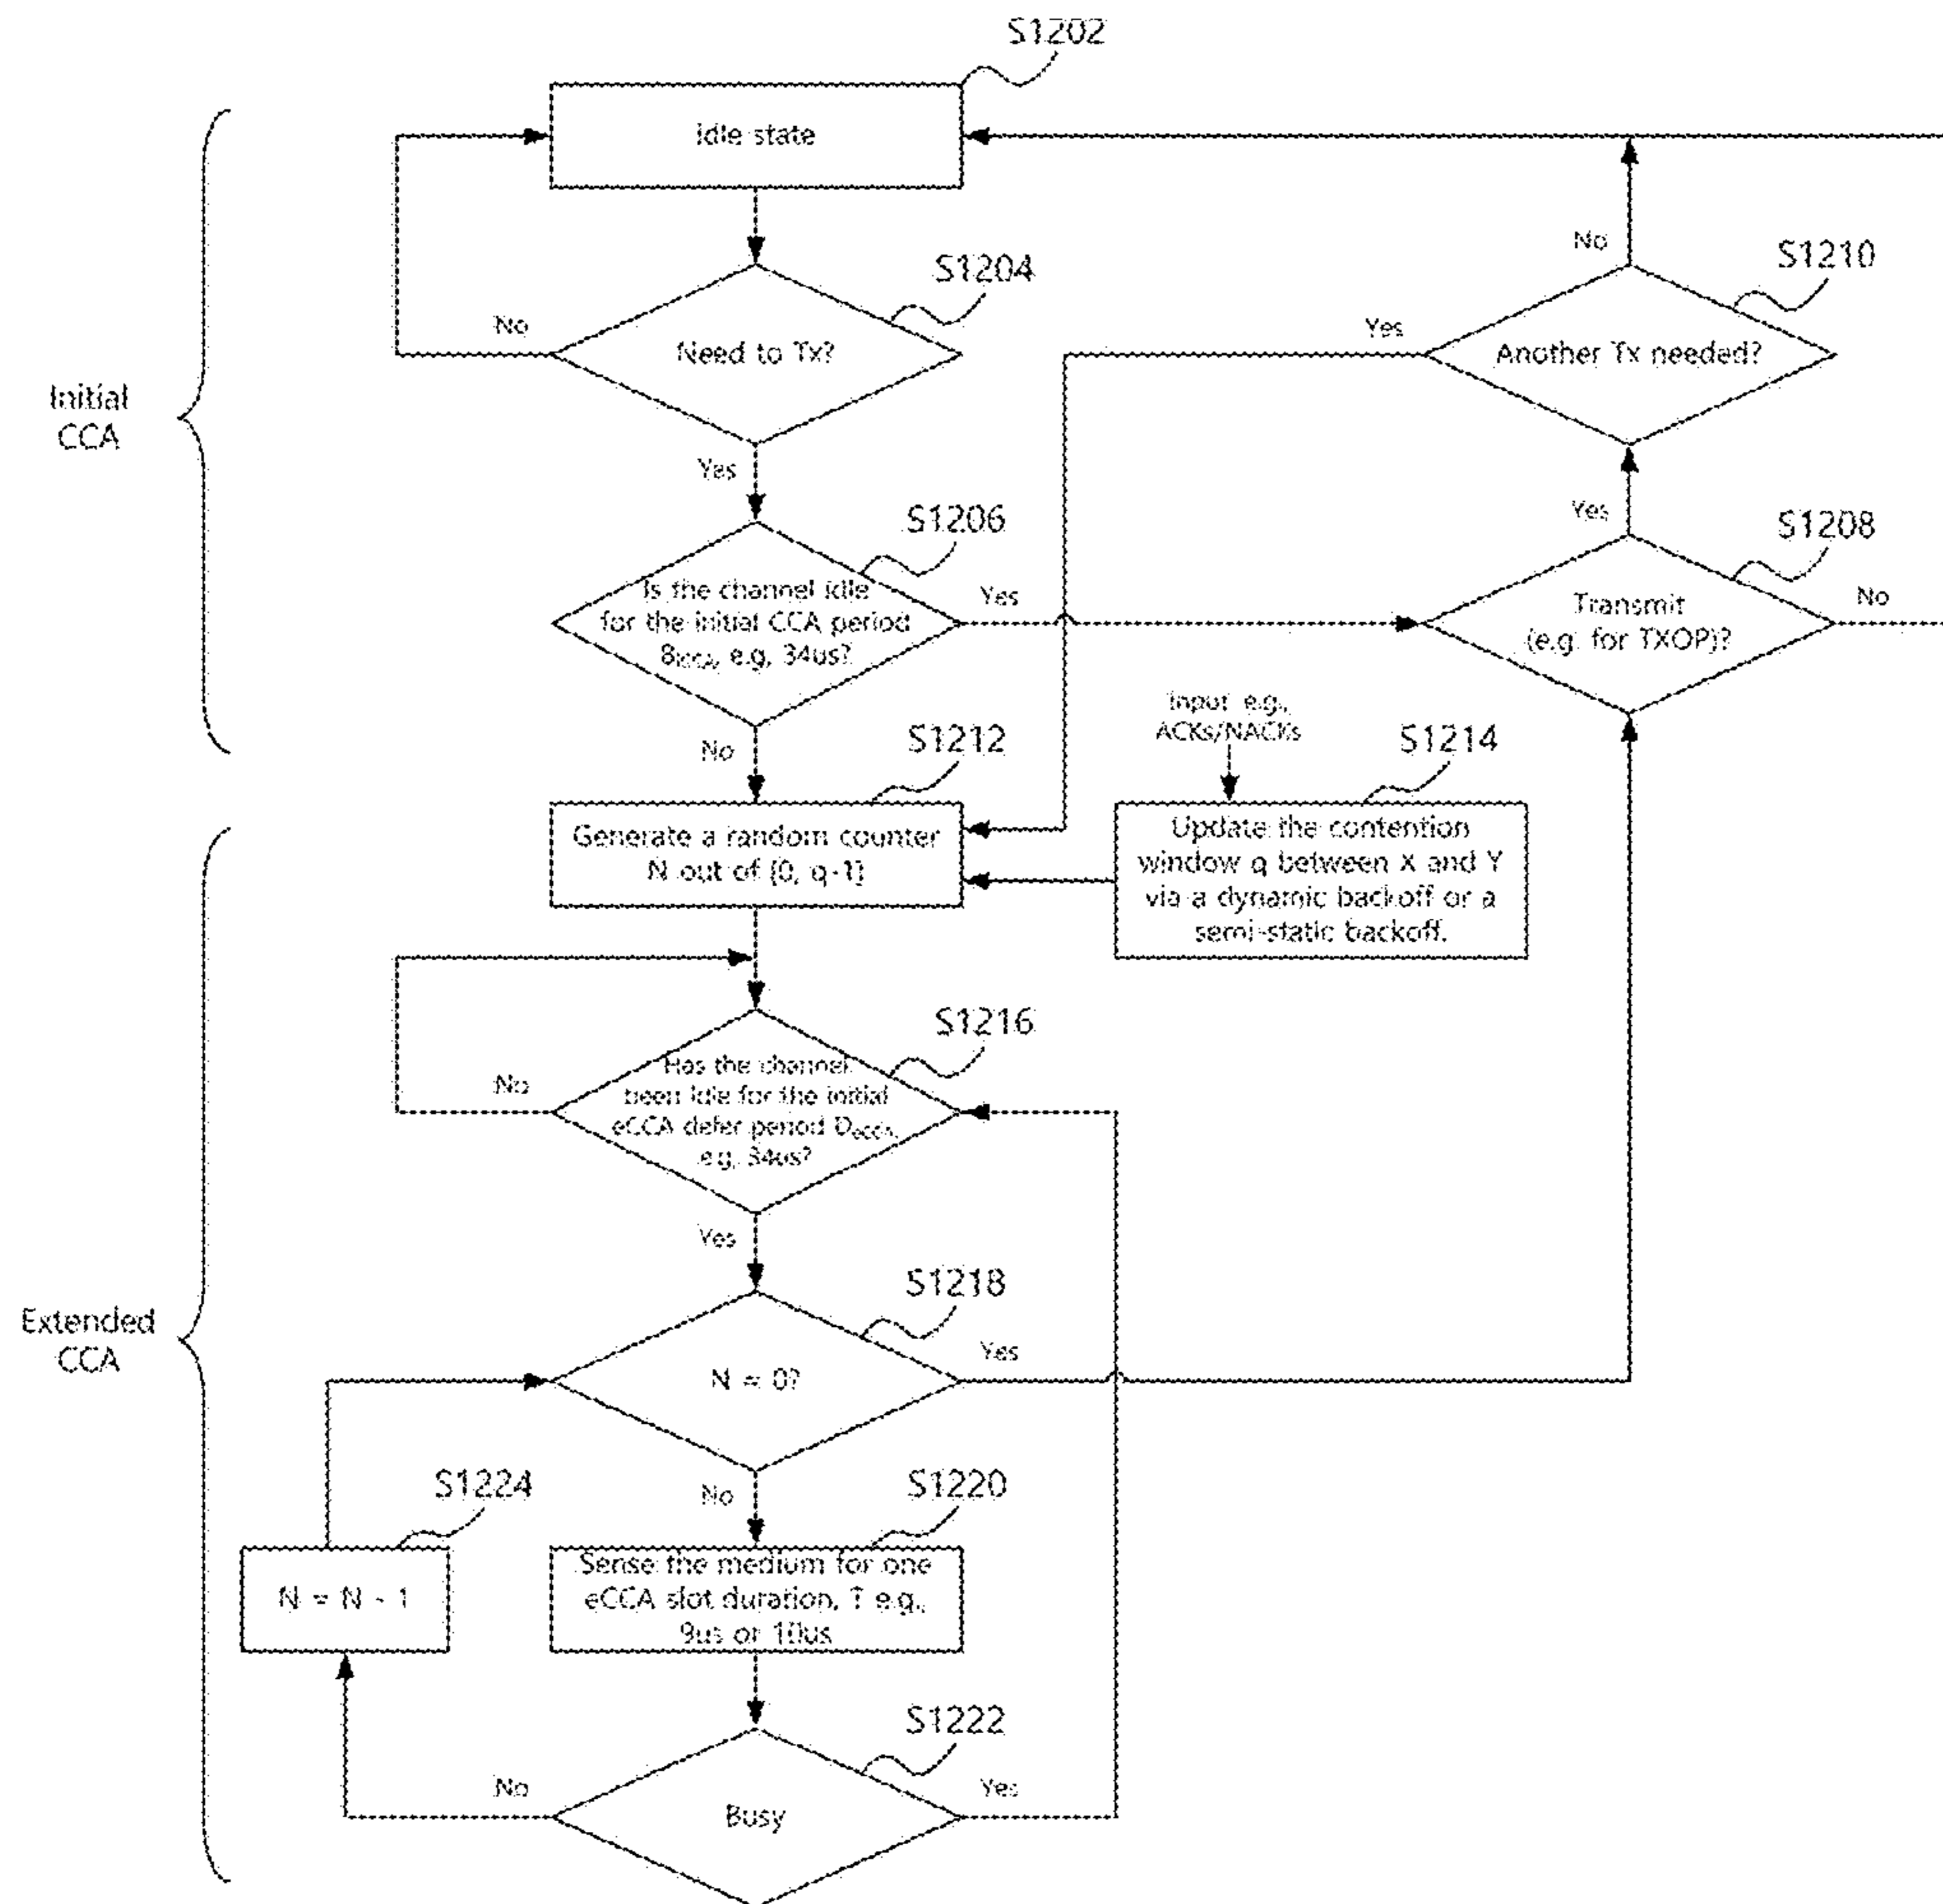 S1202
Idle state
S1204
No
Need to Tx?
Yes
No
S1210
Yes
Another Tx needed?
Initial
CCA
S1206
Is the channel idle
for the initial CCA period
e.g, 34us?
Yes
No
Yes
S1208
Transmit
(e.g. for TXOP)?
No
Input e.g.,
ACKs/NACKs
S1212
Generate a random counter
N out of [0, q-1]
S1214
Update the contention
window q between X and Y
via a dynamic backoff or a
semi-static backoff.
S1216
Has the channel
been idle for the initial
eCCA defer period
e.g, 34us?
No
Yes
Extended
CCA
S1218
N = 0?
Yes
No
S1224
N = N - 1
S1220
Sense the medium for one
eCCA slot duration, T e.g.,
9us or 10us
S1222
Busy
No
Yes